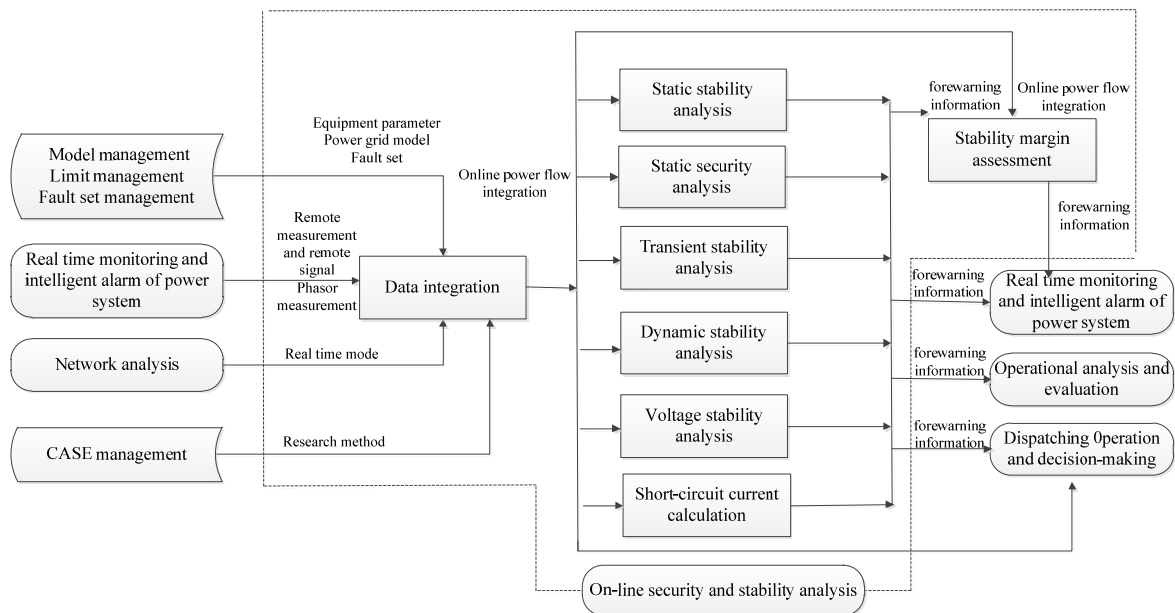 Equipment parameter
Power grid model
Fault set
Model management
Limit management
Fault set management
Remote
measurement
and remote
signal
Phasor
measurement
Real time monitoring
and intelligent alarm of power
system
Data integration
Network analysis
Real time mode
CASE management
Research method
Online power flow
integration
Static stability
analysis
Static security
analysis
Transient stability
analysis
Dynamic stability
analysis
Voltage stability
analysis
Short-circuit current
calculation
forewarning
information
Online power flow
integration
Stability margin
assessment
forewarning
information
forewarning
information
Real time monitoring
and intelligent alarm of
power system
forewarning
information
Operational analysis and
evaluation
forewarning
information
Dispatching 0peration
and decision-making
On-line security and stability analysis